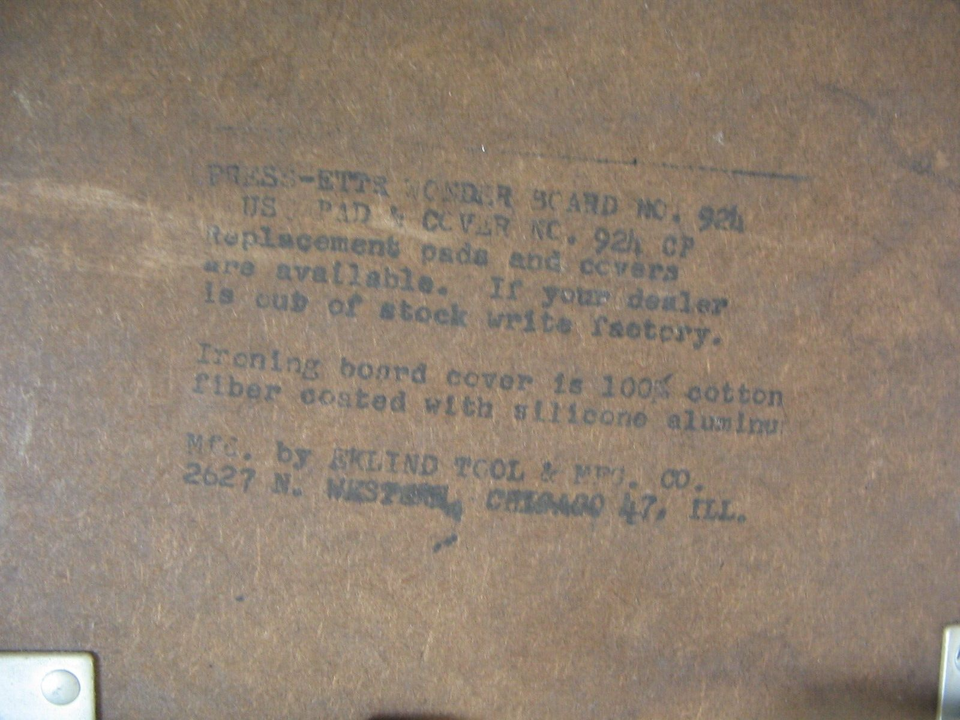 PRESS-ETTE WONDER BOARD NO. 924
US PAD & COVER NO. 924 CP
Replacement pads and covers
are available. If your dealer
is out of stock write factory.
Ironing board cover is 100% cotton
fiber coated with silicone aluminu
Mfd. by EKLIND TOOL & MFG. CO.
2627 N. WESTERN, CHICAGO 47, ILL.